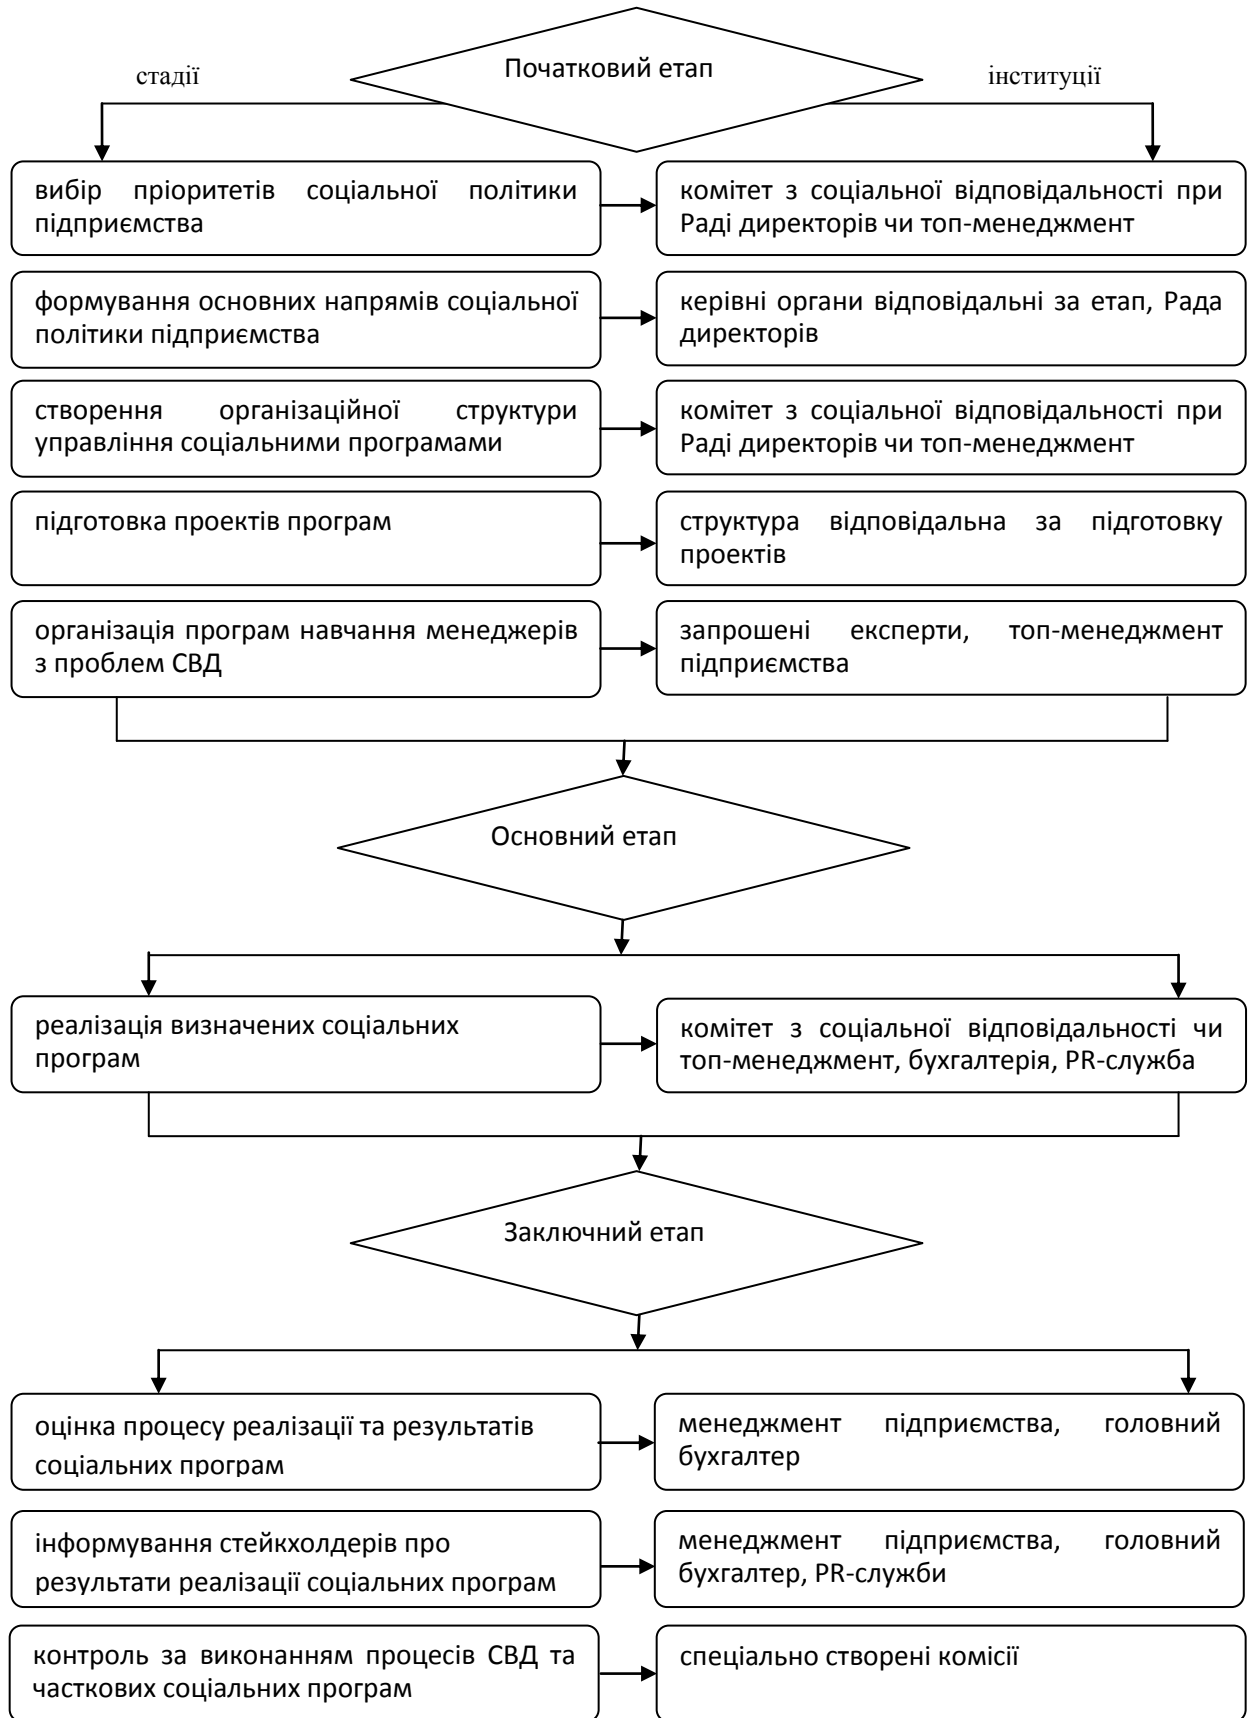 Початковий етап
стадії
інституції
вибір пріоритетів соціальної політики
підприємства
комітет з соціальної відповідальності при
Раді директорів чи топ-менеджмент
формування основних напрямів соціальної
політики підприємства
керівні органи відповідальні за етап, Рада
директорів
створення організаційної структури
управління соціальними програмами
комітет з соціальної відповідальності при
Раді директорів чи топ-менеджмент
підготовка проектів програм
структура відповідальна за підготовку
проектів
організація програм навчання менеджерів
з проблем СВД
запрошені експерти, топ-менеджмент
підприємства
Основний етап
реалізація визначених соціальних
програм
комітет з соціальної відповідальності чи
топ-менеджмент, бухгалтерія, PR-служба
Заключний етап
оцінка процесу реалізації та результатів
соціальних програм
менеджмент підприємства, головний
бухгалтер
інформування стейкхолдерів про
результати реалізації соціальних програм
менеджмент підприємства, головний
бухгалтер, PR-служби
контроль за виконанням процесів СВД та
часткових соціальних програм
спеціально створені комісії